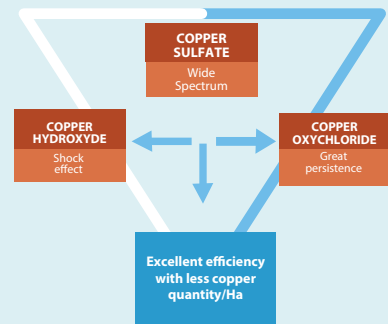 COPPER
SULFATE
Wide
Spectrum
COPPER
HYDROXYDE
Shock
effect
COPPER
OXYCHLORIDE
Great
persistence
Excellent efficiency
with less copper
quantity/Ha